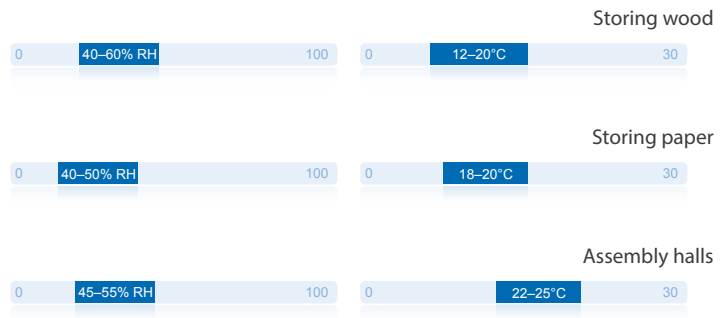 Storing wood
0 40–60% RH 100 0 12–20°C 30
Storing paper
0 40–50% RH 100 0 18–20°C 30
Assembly halls
0 45–55% RH 100 0 22–25°C 30